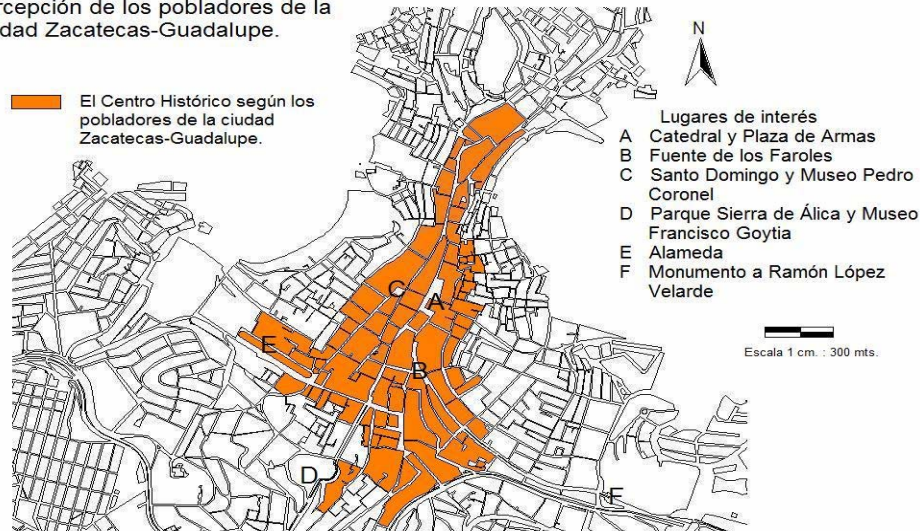 de los pobladores de la
Zacatecas-Guadalupe.
El Centro Histórico según los
pobladores de la ciudad
Zacatecas-Guadalupe.
N
Lugares de interés
A Catedral y Plaza de Armas
B Fuente de los Faroles
C Santo Domingo y Museo Pedro
Coronel
D Parque Sierra de Álica y Museo
Francisco Goytia
E Alameda
F Monumento a Ramón López
Velarde
Escala 1 cm. : 300 mts.
C
A
E
B
D
F